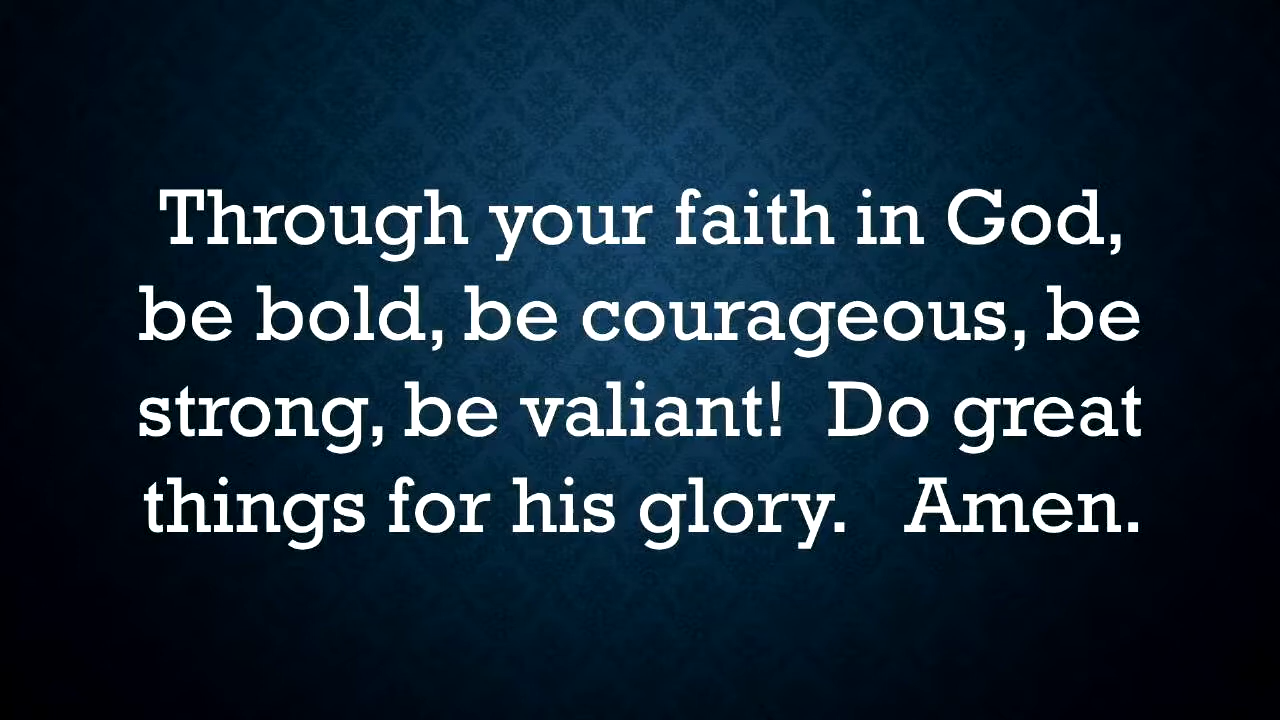 Through your faith in God,
be bold, be courageous, be
strong, be valiant!  Do great
things for his glory.   Amen.